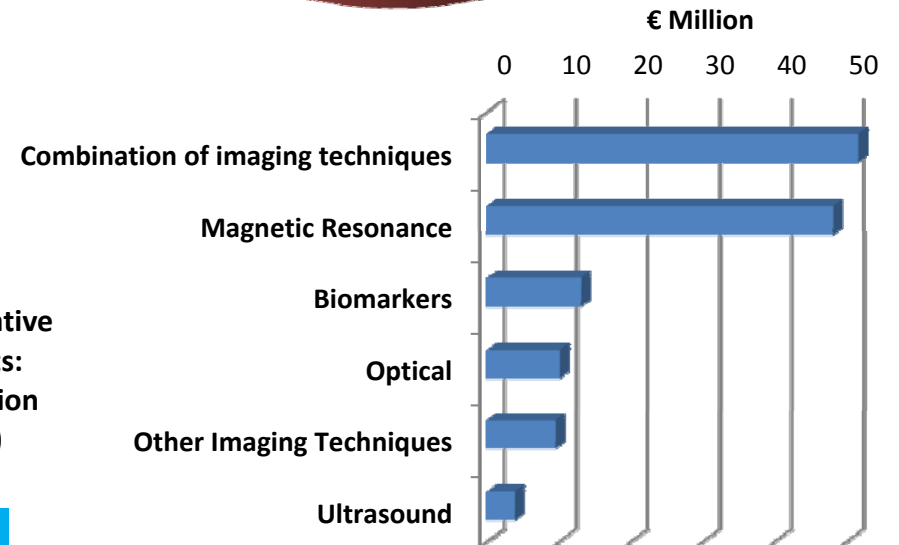 € Million
0 10 20 30 40 50
Combination of imaging techniques
Magnetic Resonance
Biomarkers
Optical
Other Imaging Techniques
Ultrasound